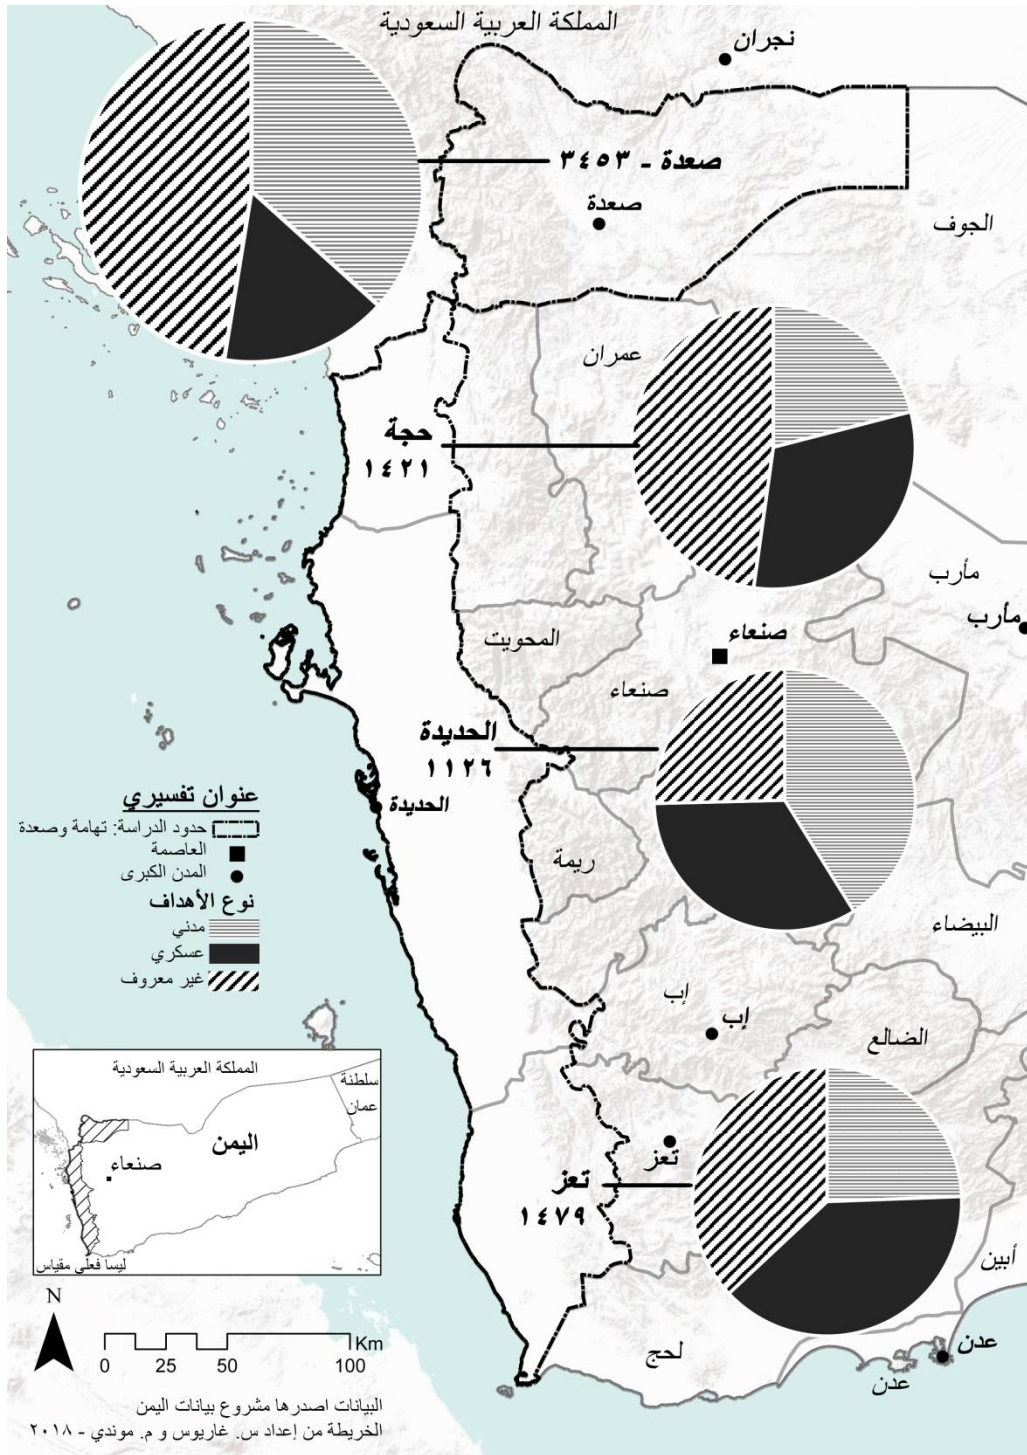 المملكة العربية السعودية
نجران
صعدة - ٣٤٥٣
صعدة
الجوف
عمران
حجة
١٤٢١
مأرب
مأرب
المحويت
صنعاء
صنعاء
الحديدة
١١٢٦
الحديدة
ريمة
البيضاء
إب
إب
الضالع
تعز
تعز
١٤٧٩
أبين
لحج
عدن
عدن
عنوان تفسيري
حدود الدراسة: تهامة وصعدة
العاصمة
المدن الكبرى
نوع الأهداف
مدني
عسكري
غير معروف
المملكة العربية السعودية
سلطنة
عمان
اليمن
صنعاء
ليسا فعلى مقياس
N
Km
0 25 50 100
البيانات اصدرها مشروع بيانات اليمن
الخريطة من إعداد س. غاريوس و م. موندي - ٢٠١٨